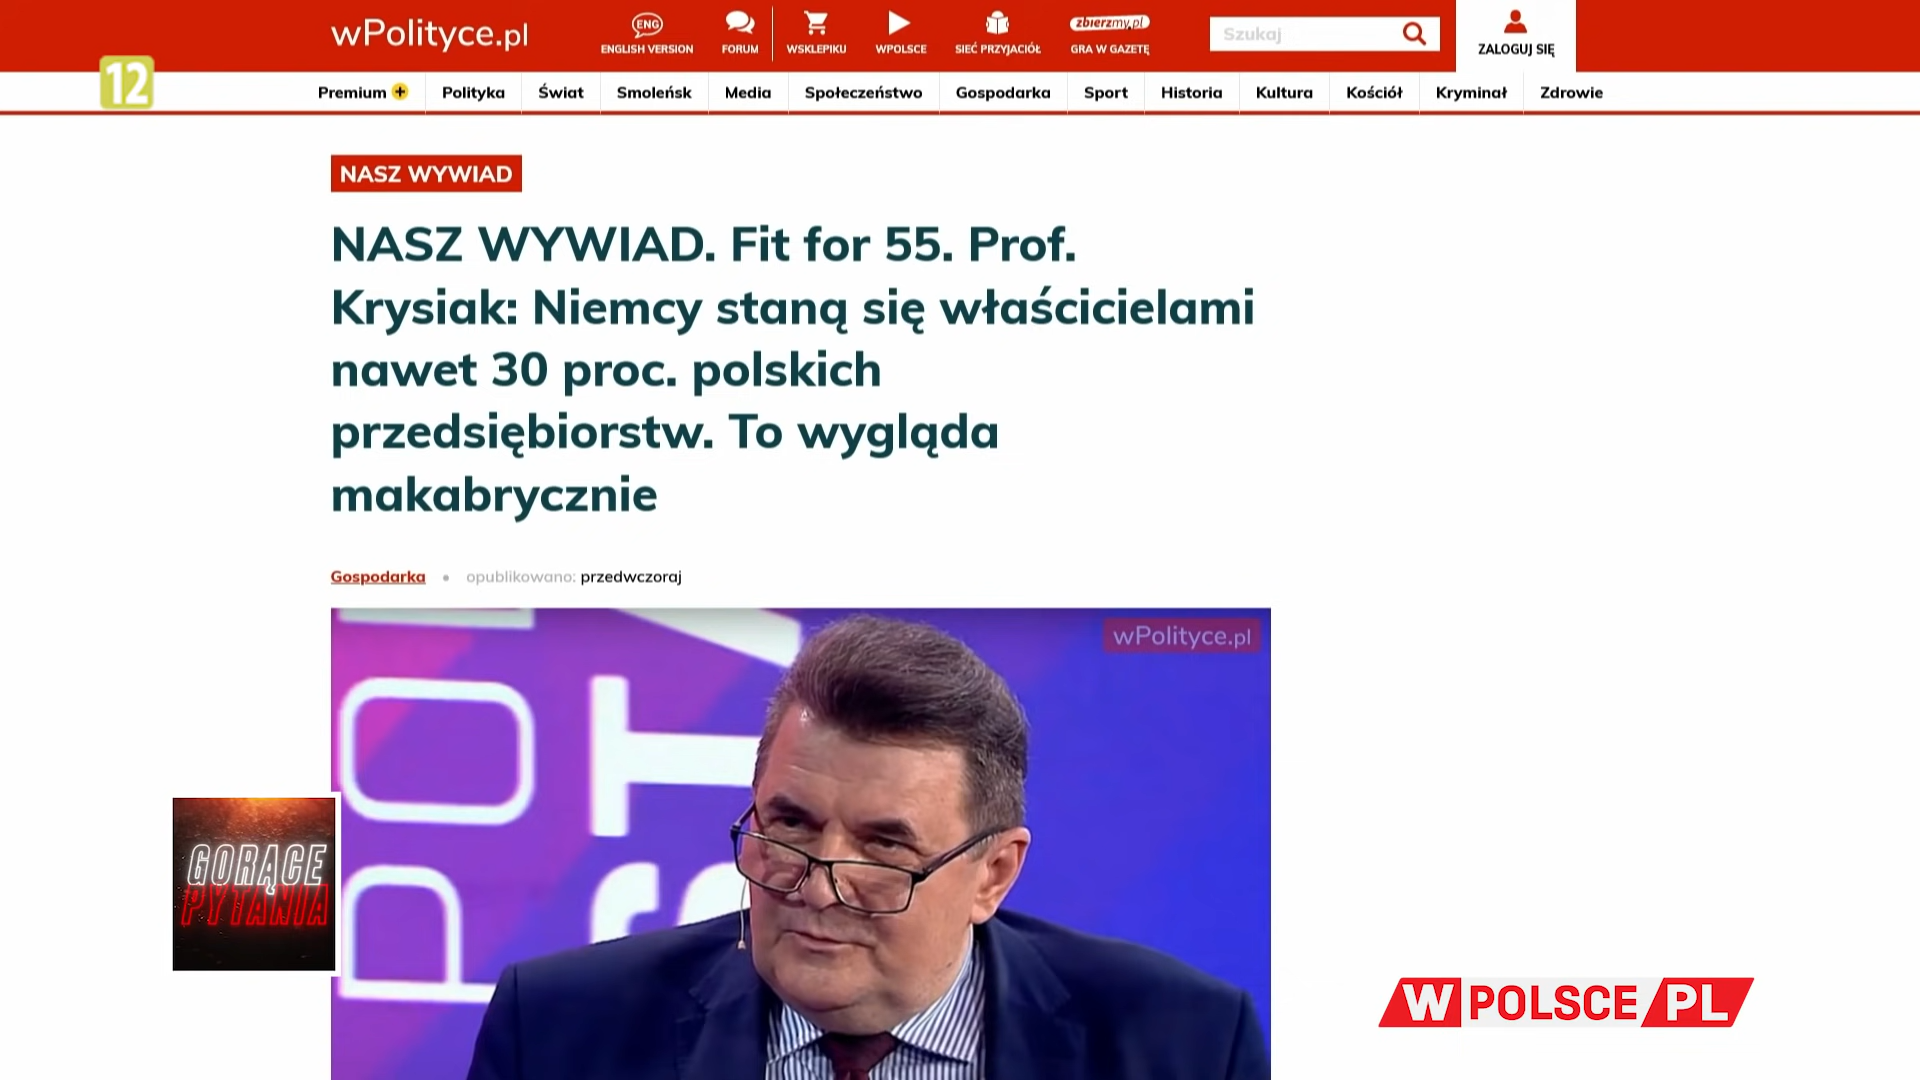 wPolityce.pl
ENG
ENGLISH VERSION
FORUM
WSKLEPIKU
WPOLSCE
SIEĆ PRZYJACIÓŁ
zbierzmy.pl
GRA W GAZETĘ
Szukaj
ZALOGUJ SIĘ
12
Premium +
Polityka
Świat
Smoleńsk
Media
Społeczeństwo
Gospodarka
Sport
Historia
Kultura
Kościół
Kryminał
Zdrowie
NASZ WYWIAD
NASZ WYWIAD. Fit for 55. Prof.
Krysiak: Niemcy staną się właścicielami
nawet 30 proc. polskich
przedsiębiorstw. To wygląda
makabrycznie
Gospodarka • opublikowano: przedwczoraj
wPolityce.pl
GORĄCE
PYTANIA
W POLSCE PL